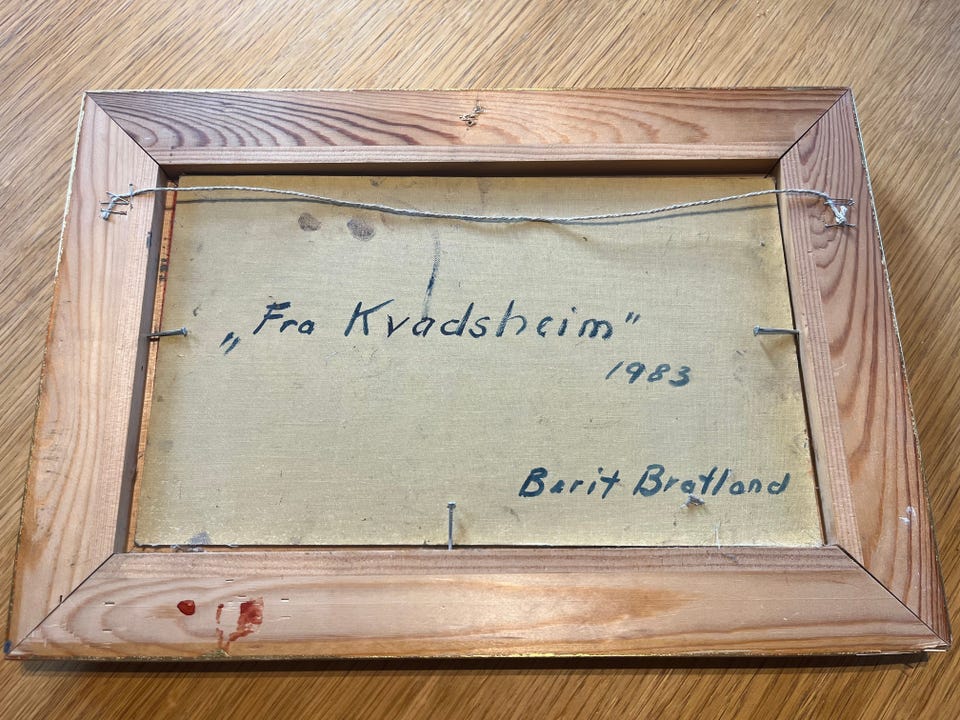 „Fra Kvadsheim”
1983
Berit Bratland